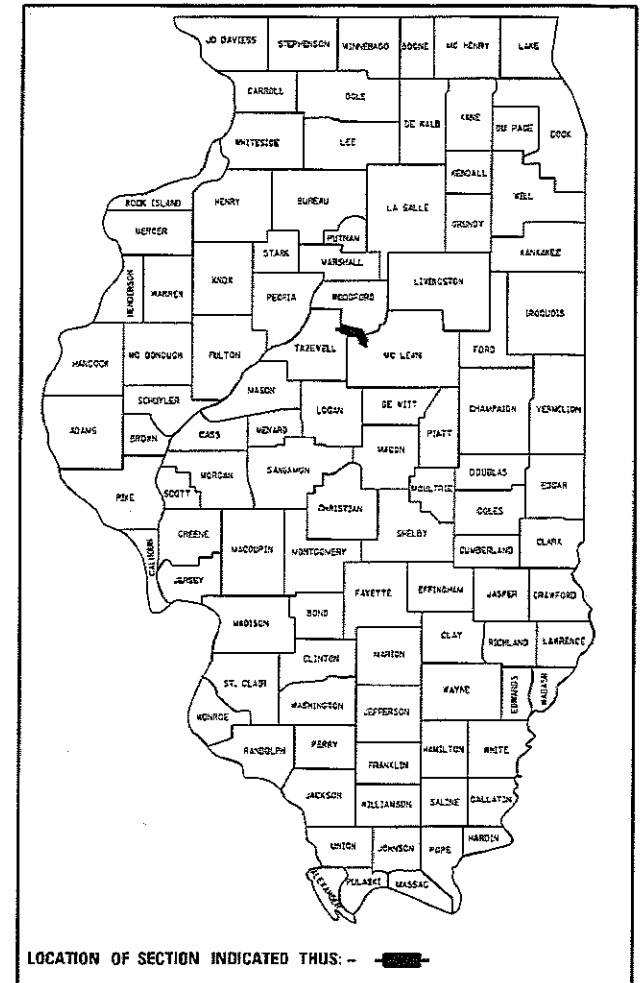 JO DAVIESS STEPHENSON WINNEBAGO BOONE MC HENRY LAKE
CARROLL OGLE DE KALB KANE DU PAGE COOK
WHITESIDE LEE KENDALL WILL
ROCK ISLAND HENRY BUREAU LA SALLE GRUNDY
MERCER PUTNAM KANKAKEE
HENDERSON WARREN KNOX STARK MARSHALL LIVINGSTON
PEORIA WOODFORD IROQUOIS
HANCOCK MC DONOUGH FULTON TAZEWELL MC LEAN FORD
SCHUYLER MASON LOGAN DE WITT CHAMPAIGN VERMILION
ADAMS BROWN CASS MENARD MACON PIATT
PIKE SCOTT MORGAN SANGAMON MOULTRIE DOUGLAS EDGAR
CHRISTIAN COLES
CALHOUN GREENE MACOUPIN MONTGOMERY SHELBY CUMBERLAND CLARK
JERSEY FAYETTE EFFINGHAM JASPER CRAWFORD
MADISON BOND CLAY RICHLAND LAWRENCE
CLINTON MARION
ST. CLAIR WASHINGTON WAYNE EDWARDS WABASH
MONROE JEFFERSON
RANDOLPH PERRY HAMILTON WHITE
FRANKLIN
JACKSON WILLIAMSON SALINE GALLATIN
UNION JOHNSON POPE HARDIN
ALEXANDER PULASKI MASSAC
LOCATION OF SECTION INDICATED THUS: -